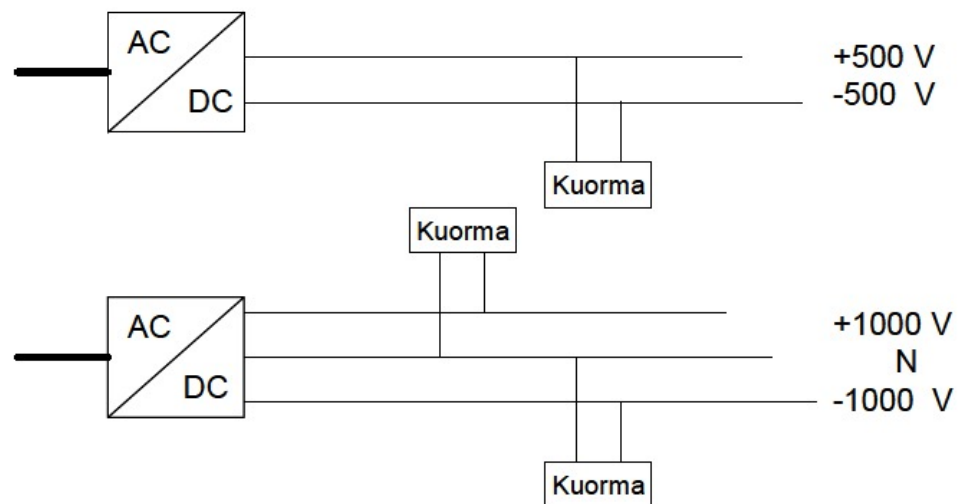 AC
DC
+500 V
-500 V
Kuorma
Kuorma
AC
DC
+1000 V
N
-1000 V
Kuorma